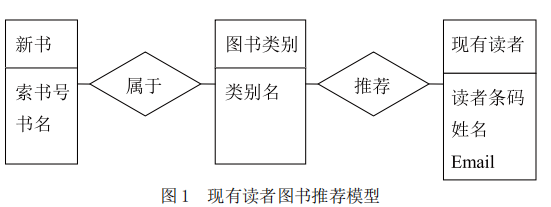 新书
索书号
书名
属于
图书类别
类别名
推荐
现有读者
读者条码
姓名
Email
图 1 现有读者图书推荐模型